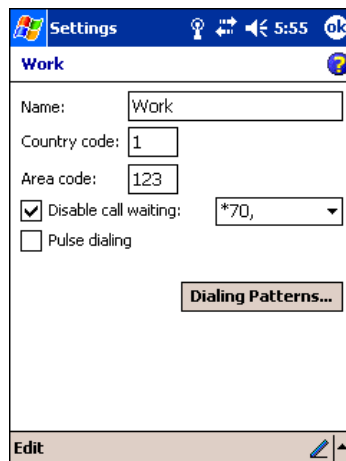 Settings 5:55 ok
Work ?
Name: Work
Country code: 1
Area code: 123
Disable call waiting: *70,
Pulse dialing
Dialing Patterns...
Edit